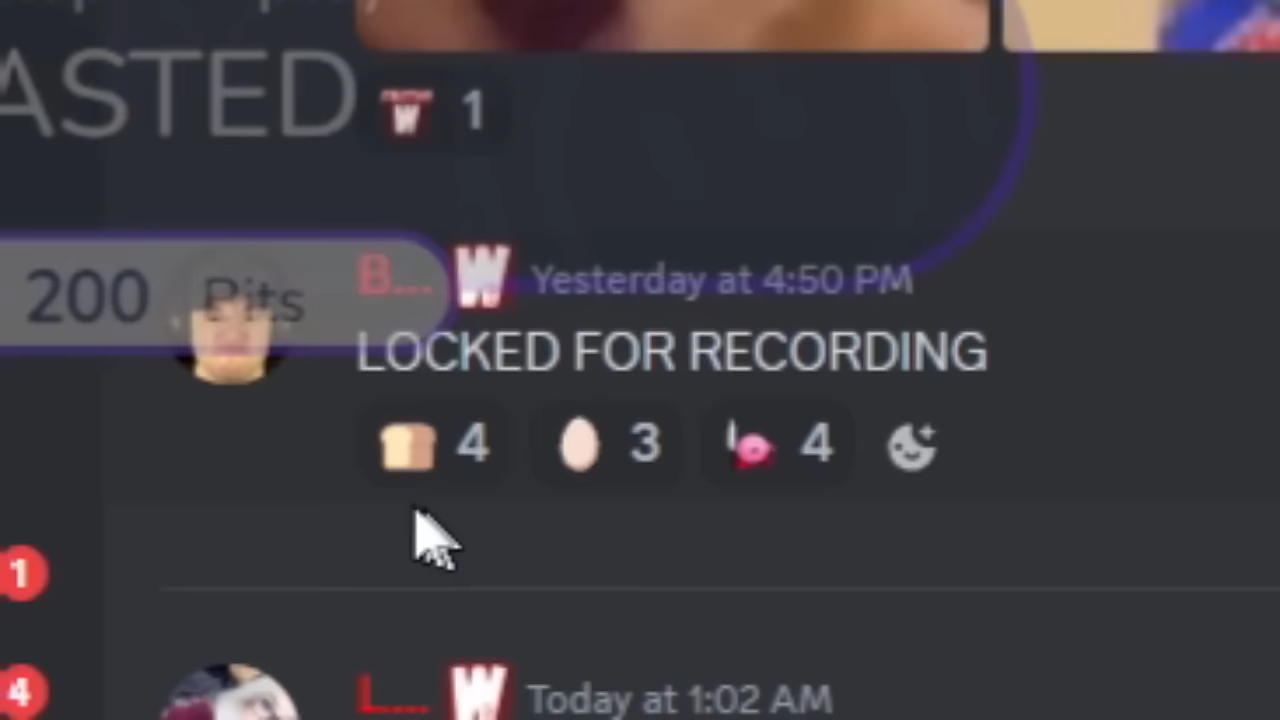 ASTED
W 1
200 Bits
B... W Yesterday at 4:50 PM
LOCKED FOR RECORDING
4 3 4
1
4
L... W Today at 1:02 AM